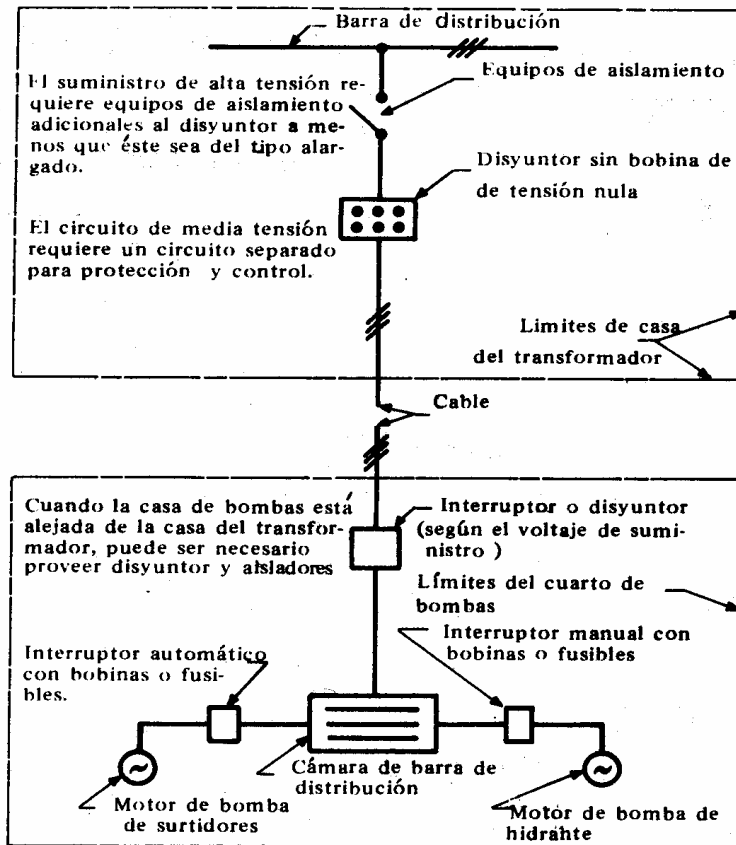 Barra de distribución
Equipos de aislamiento
El suministro de alta tensión re-
quiere equipos de aislamiento
adicionales al disyuntor a me-
nos que éste sea del tipo alar-
gado.
Disyuntor sin bobina de
de tensión nula
El circuito de media tensión
requiere un circuito separado
para protección y control.
Limites de casa
del transformador
Cable
Cuando la casa de bombas está
alejada de la casa del transfor-
mador, puede ser necesario
proveer disyuntor y aisladores
Interruptor o disyuntor
(según el voltaje de sumi-
nistro )
Límites del cuarto de
bombas
Interruptor manual con
bobinas o fusibles
Interruptor automático
con bobinas o fusi-
bles.
Cámara de barra de
distribución
Motor de bomba
de surtidores
Motor de bomba de
hidrante